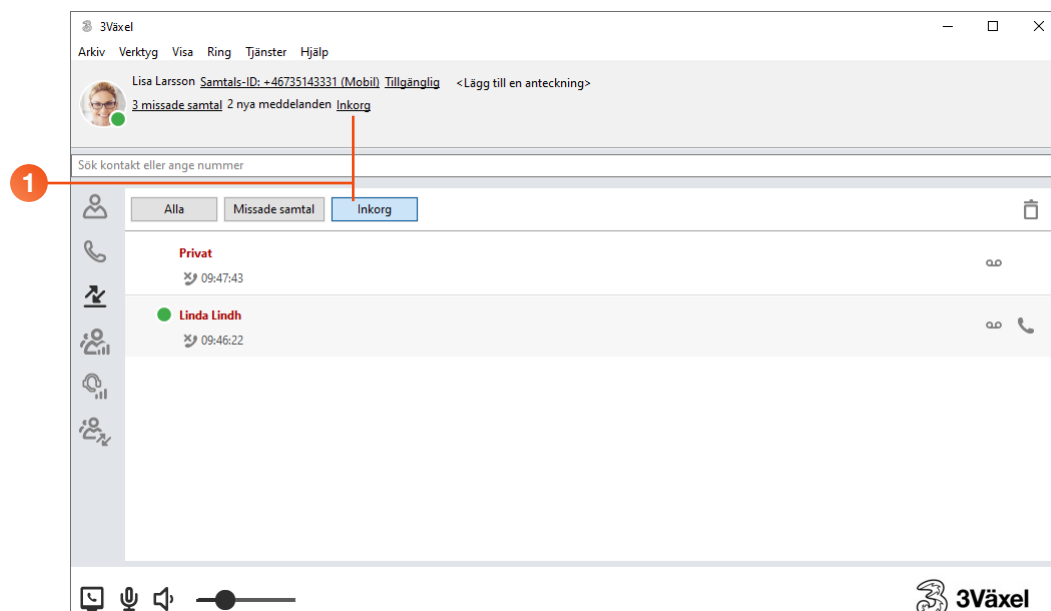 3Växel
Arkiv Verktyg Visa Ring Tjänster Hjälp
Lisa Larsson Samtals-ID: +46735143331 (Mobil) Tillgänglig <Lägg till en anteckning>
3 missade samtal 2 nya meddelanden Inkorg
Sök kontakt eller ange nummer
1
Alla Missade samtal Inkorg
Privat
09:47:43
Linda Lindh
09:46:22
3Växel